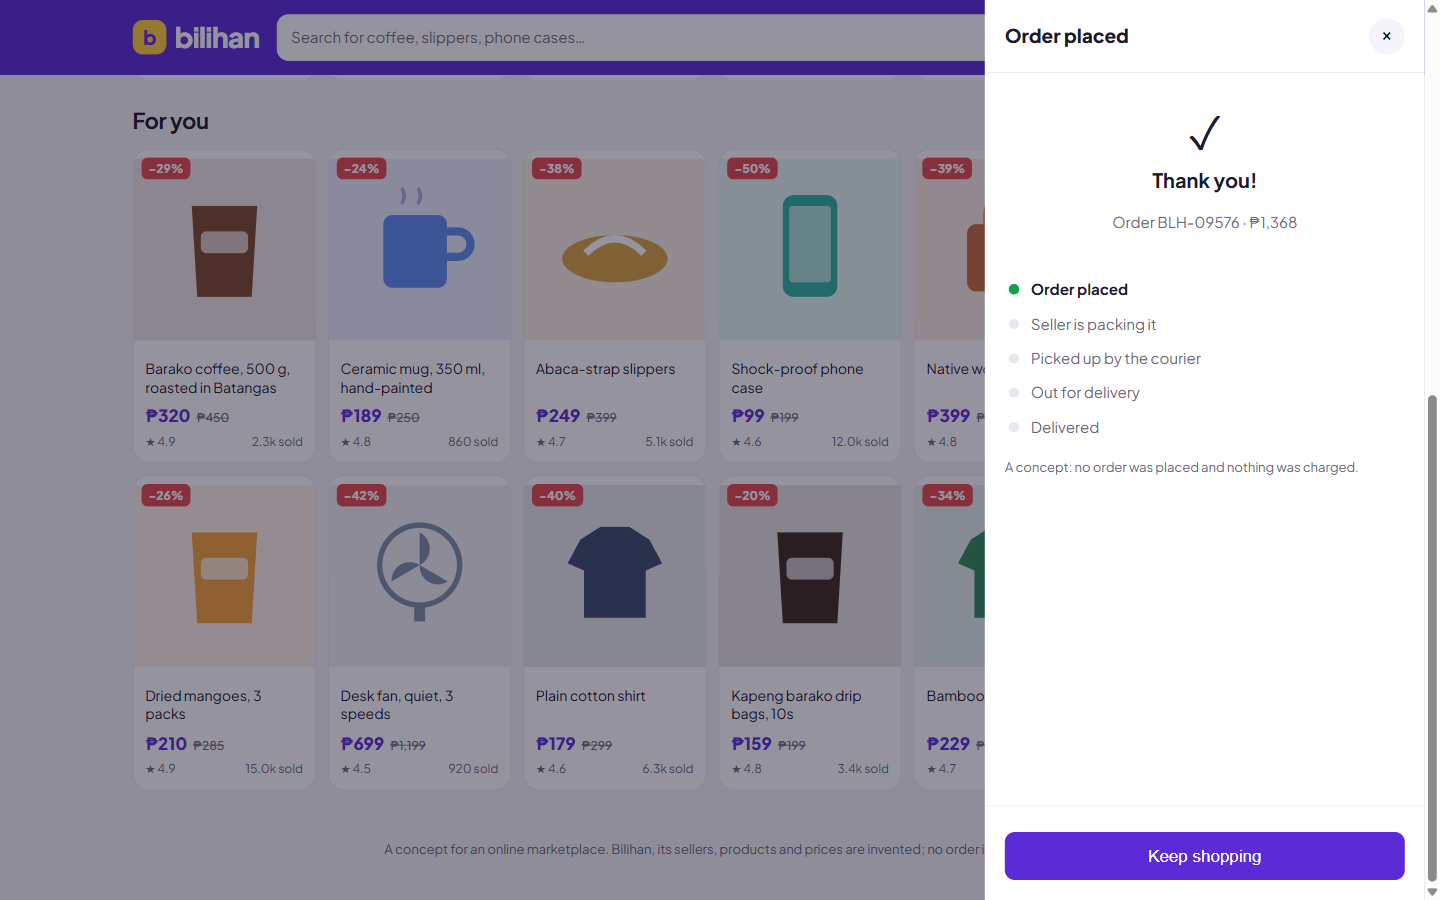 b bilihan
Search for coffee, slippers, phone cases…
For you
-29%
-24%
-38%
-50%
-39%
Barako coffee, 500 g,
roasted in Batangas
₱320 ₱450
★ 4.9 2.3k sold
Ceramic mug, 350 ml,
hand-painted
₱189 ₱250
★ 4.8 860 sold
Abaca-strap slippers
₱249 ₱399
★ 4.7 5.1k sold
Shock-proof phone
case
₱99 ₱199
★ 4.6 12.0k sold
Native
₱399
★ 4.8
-26%
-42%
-40%
-20%
-34%
Dried mangoes, 3
packs
₱210 ₱285
★ 4.9 15.0k sold
Desk fan, quiet, 3
speeds
₱699 ₱1,199
★ 4.5 920 sold
Plain cotton shirt
₱179 ₱299
★ 4.6 6.3k sold
Kapeng barako drip
bags, 10s
₱159 ₱199
★ 4.8 3.4k sold
Bamboo
₱229
★ 4.7
A concept for an online marketplace. Bilihan, its sellers, products and prices are invented; no order
Order placed
×
✓
Thank you!
Order BLH-09576 · ₱1,368
Order placed
Seller is packing it
Picked up by the courier
Out for delivery
Delivered
A concept: no order was placed and nothing was charged.
Keep shopping